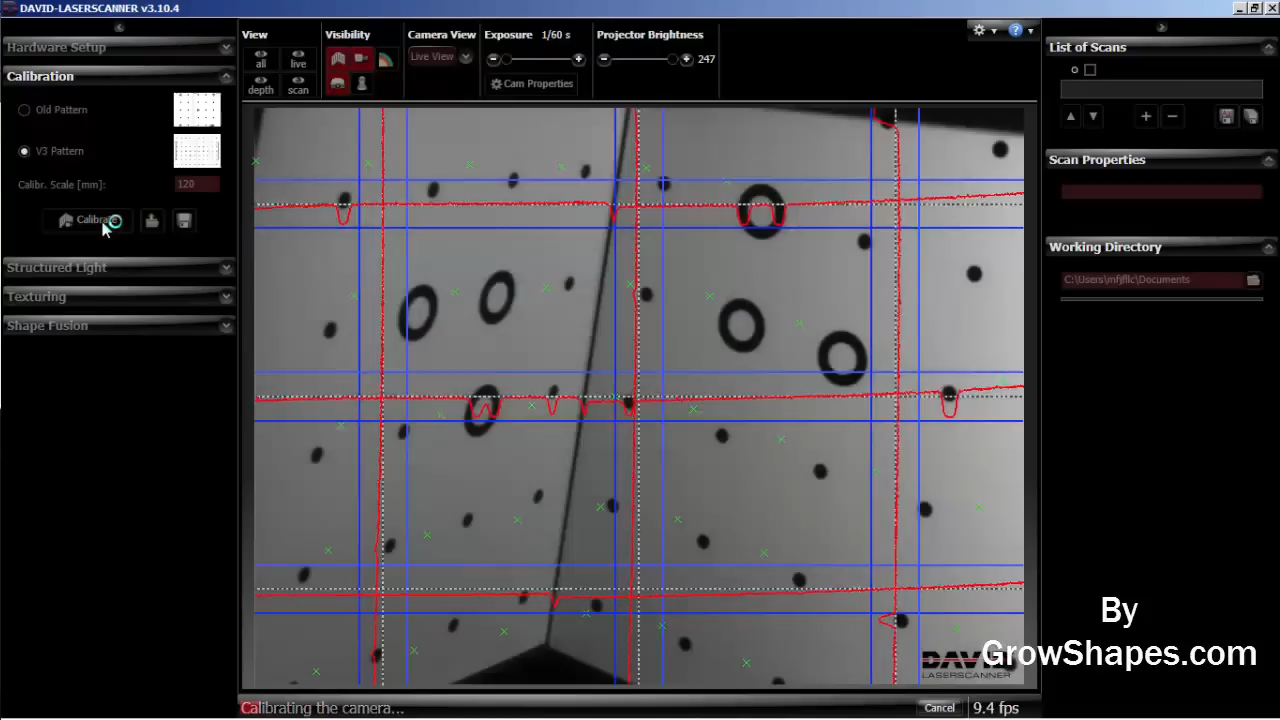 DAVID-LASERSCANNER v3.10.4
Hardware Setup
Calibration
Old Pattern
V3 Pattern
Calibr. Scale [mm]: 120
Calibrate
Structured Light
Texturing
Shape Fusion
View
all
live
depth
scan
Visibility
Camera View
Live View
Exposure 1/60 s
Cam Properties
Projector Brightness
247
List of Scans
Scan Properties
Working Directory
C:\Users\mfjfllc\Documents
By
GrowShapes.com
DAVID
LASERSCANNER
Calibrating the camera...
Cancel
9.4 fps